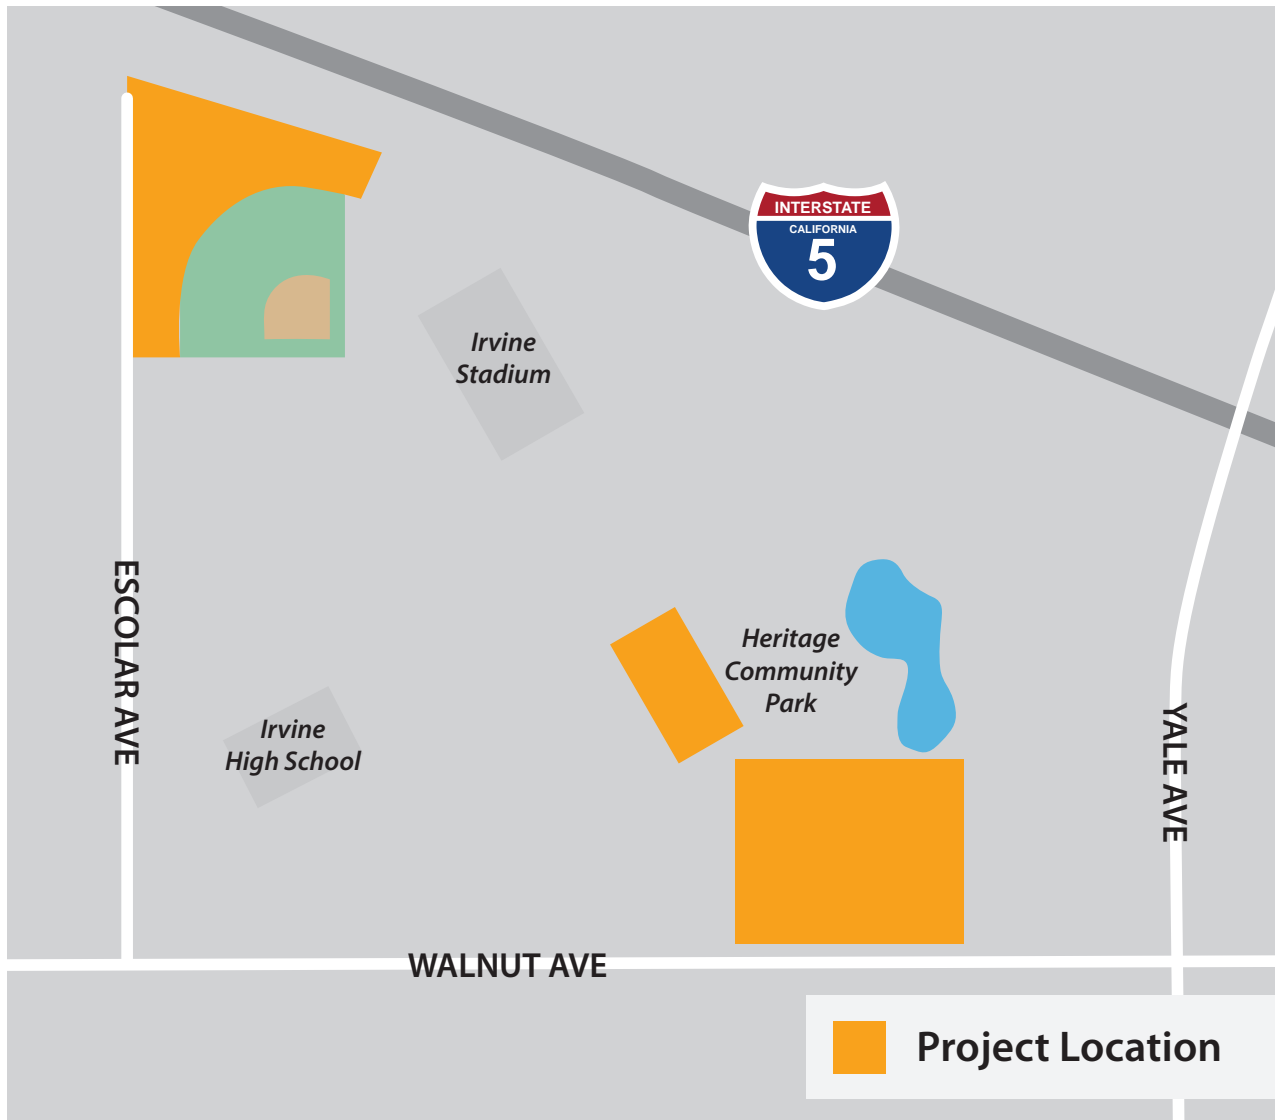 INTERSTATE
CALIFORNIA
5
Irvine
Stadium
ESCOLAR AVE
Heritage
Community
Park
Irvine
High School
YALE AVE
WALNUT AVE
Project Location